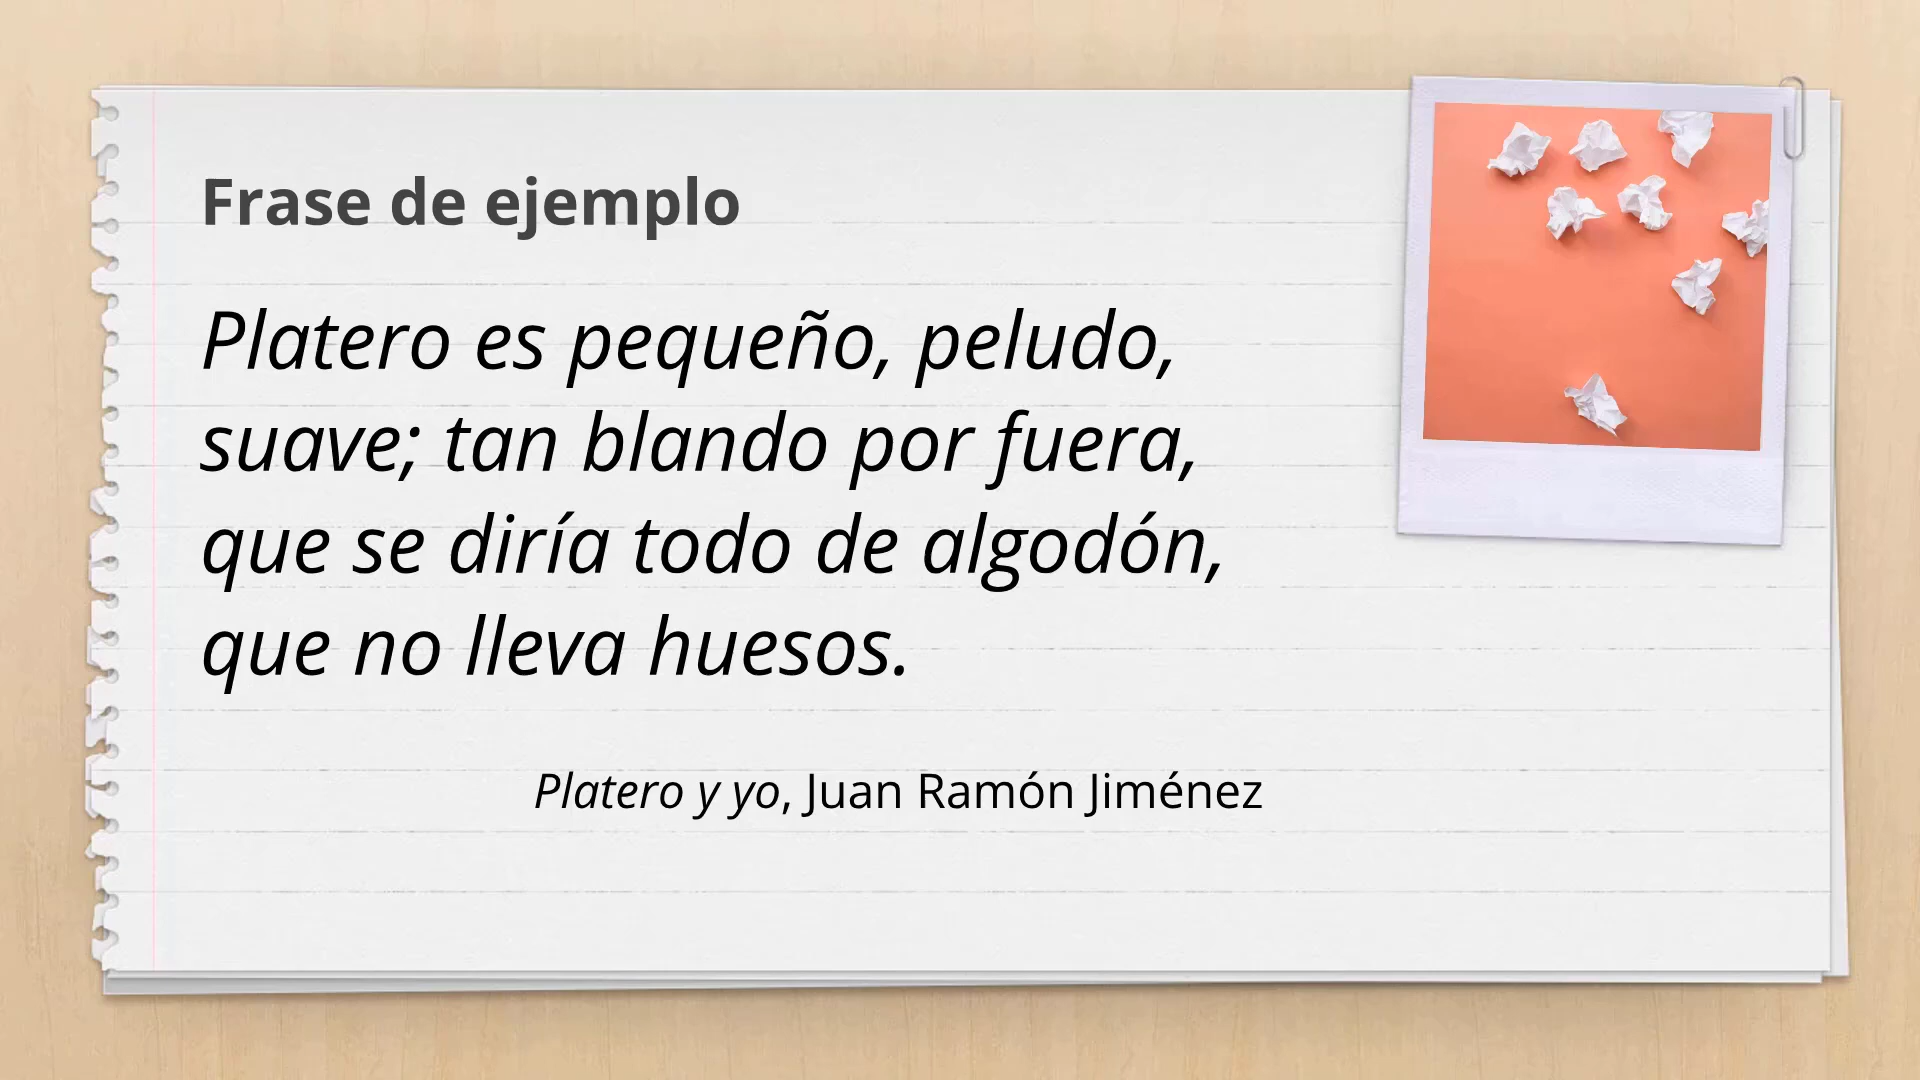 Frase de ejemplo
Platero es pequeño, peludo,
suave; tan blando por fuera,
que se diría todo de algodón,
que no lleva huesos.
Platero y yo, Juan Ramón Jiménez